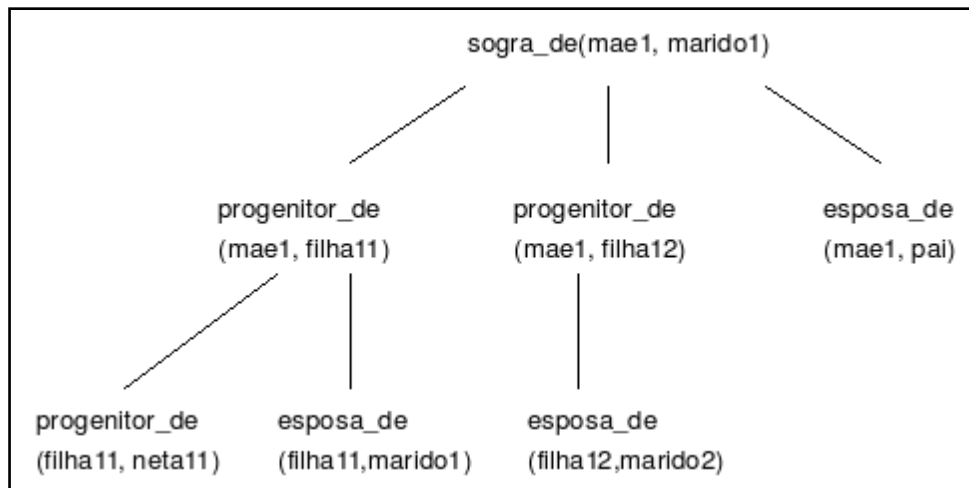 sogra_de(mae1, marido1)
progenitor_de
(mae1, filha11)
progenitor_de
(mae1, filha12)
esposa_de
(mae1, pai)
progenitor_de
(filha11, neta11)
esposa_de
(filha11,marido1)
esposa_de
(filha12,marido2)